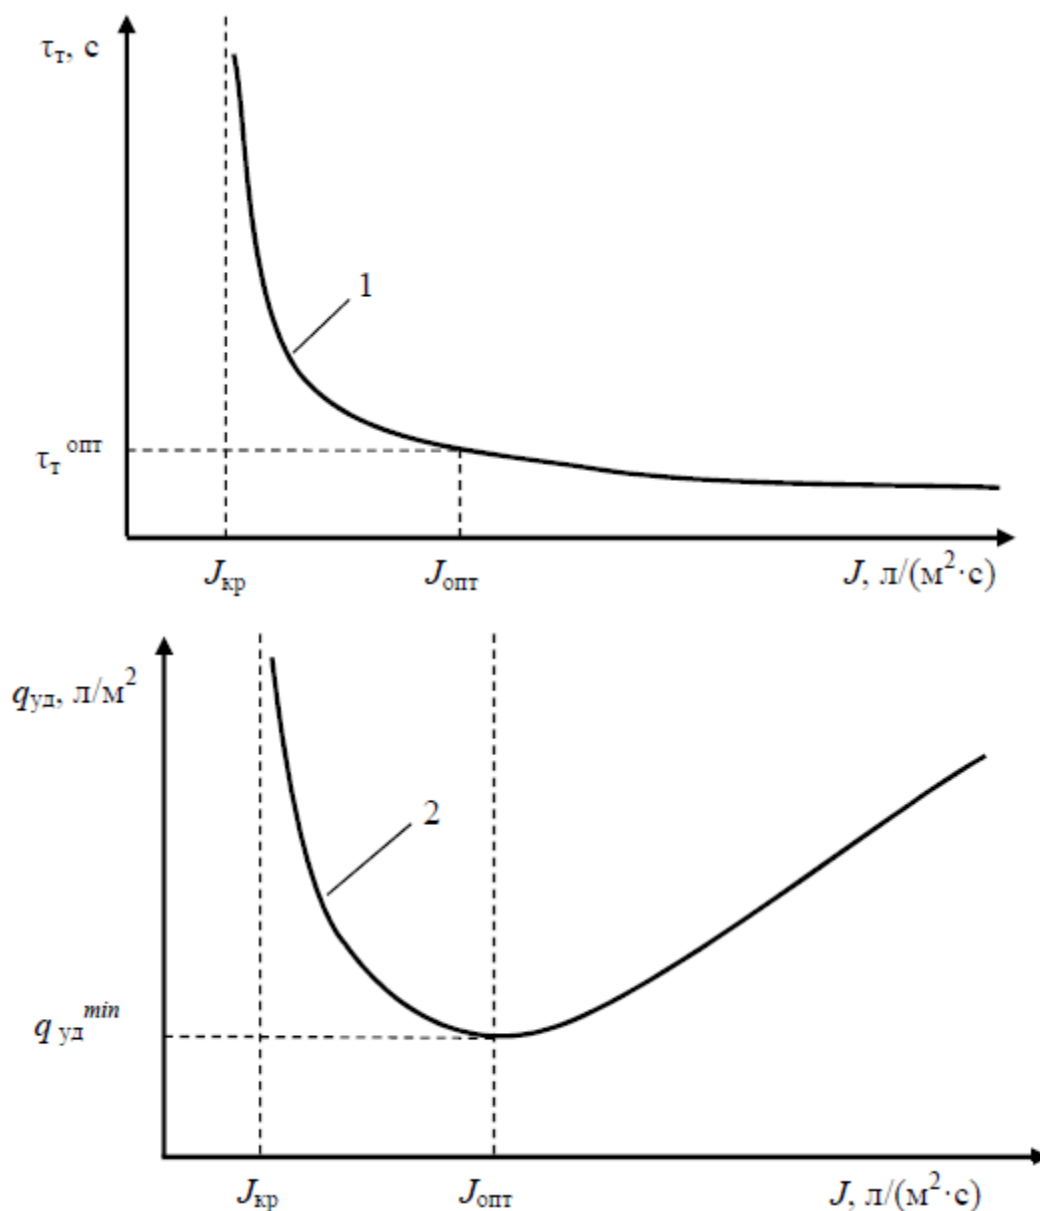 τт, с
1
τт опт
Jкр Jопт J, л/(м²·с)
qуд, л/м²
2
q уд min
Jкр Jопт J, л/(м²·с)